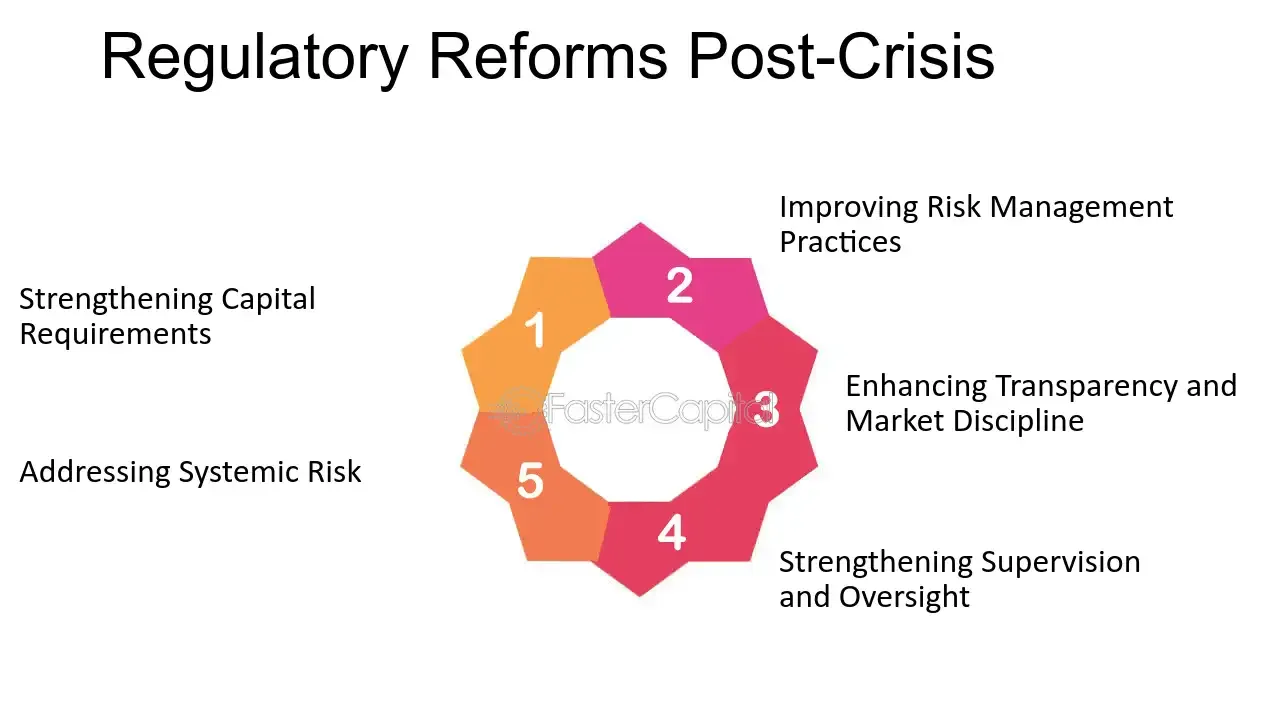 Regulatory Reforms Post-Crisis
Improving Risk Management
Practices
Strengthening Capital
Requirements
Enhancing Transparency and
Market Discipline
Addressing Systemic Risk
Strengthening Supervision
and Oversight
1
2
3
4
5
FasterCapital